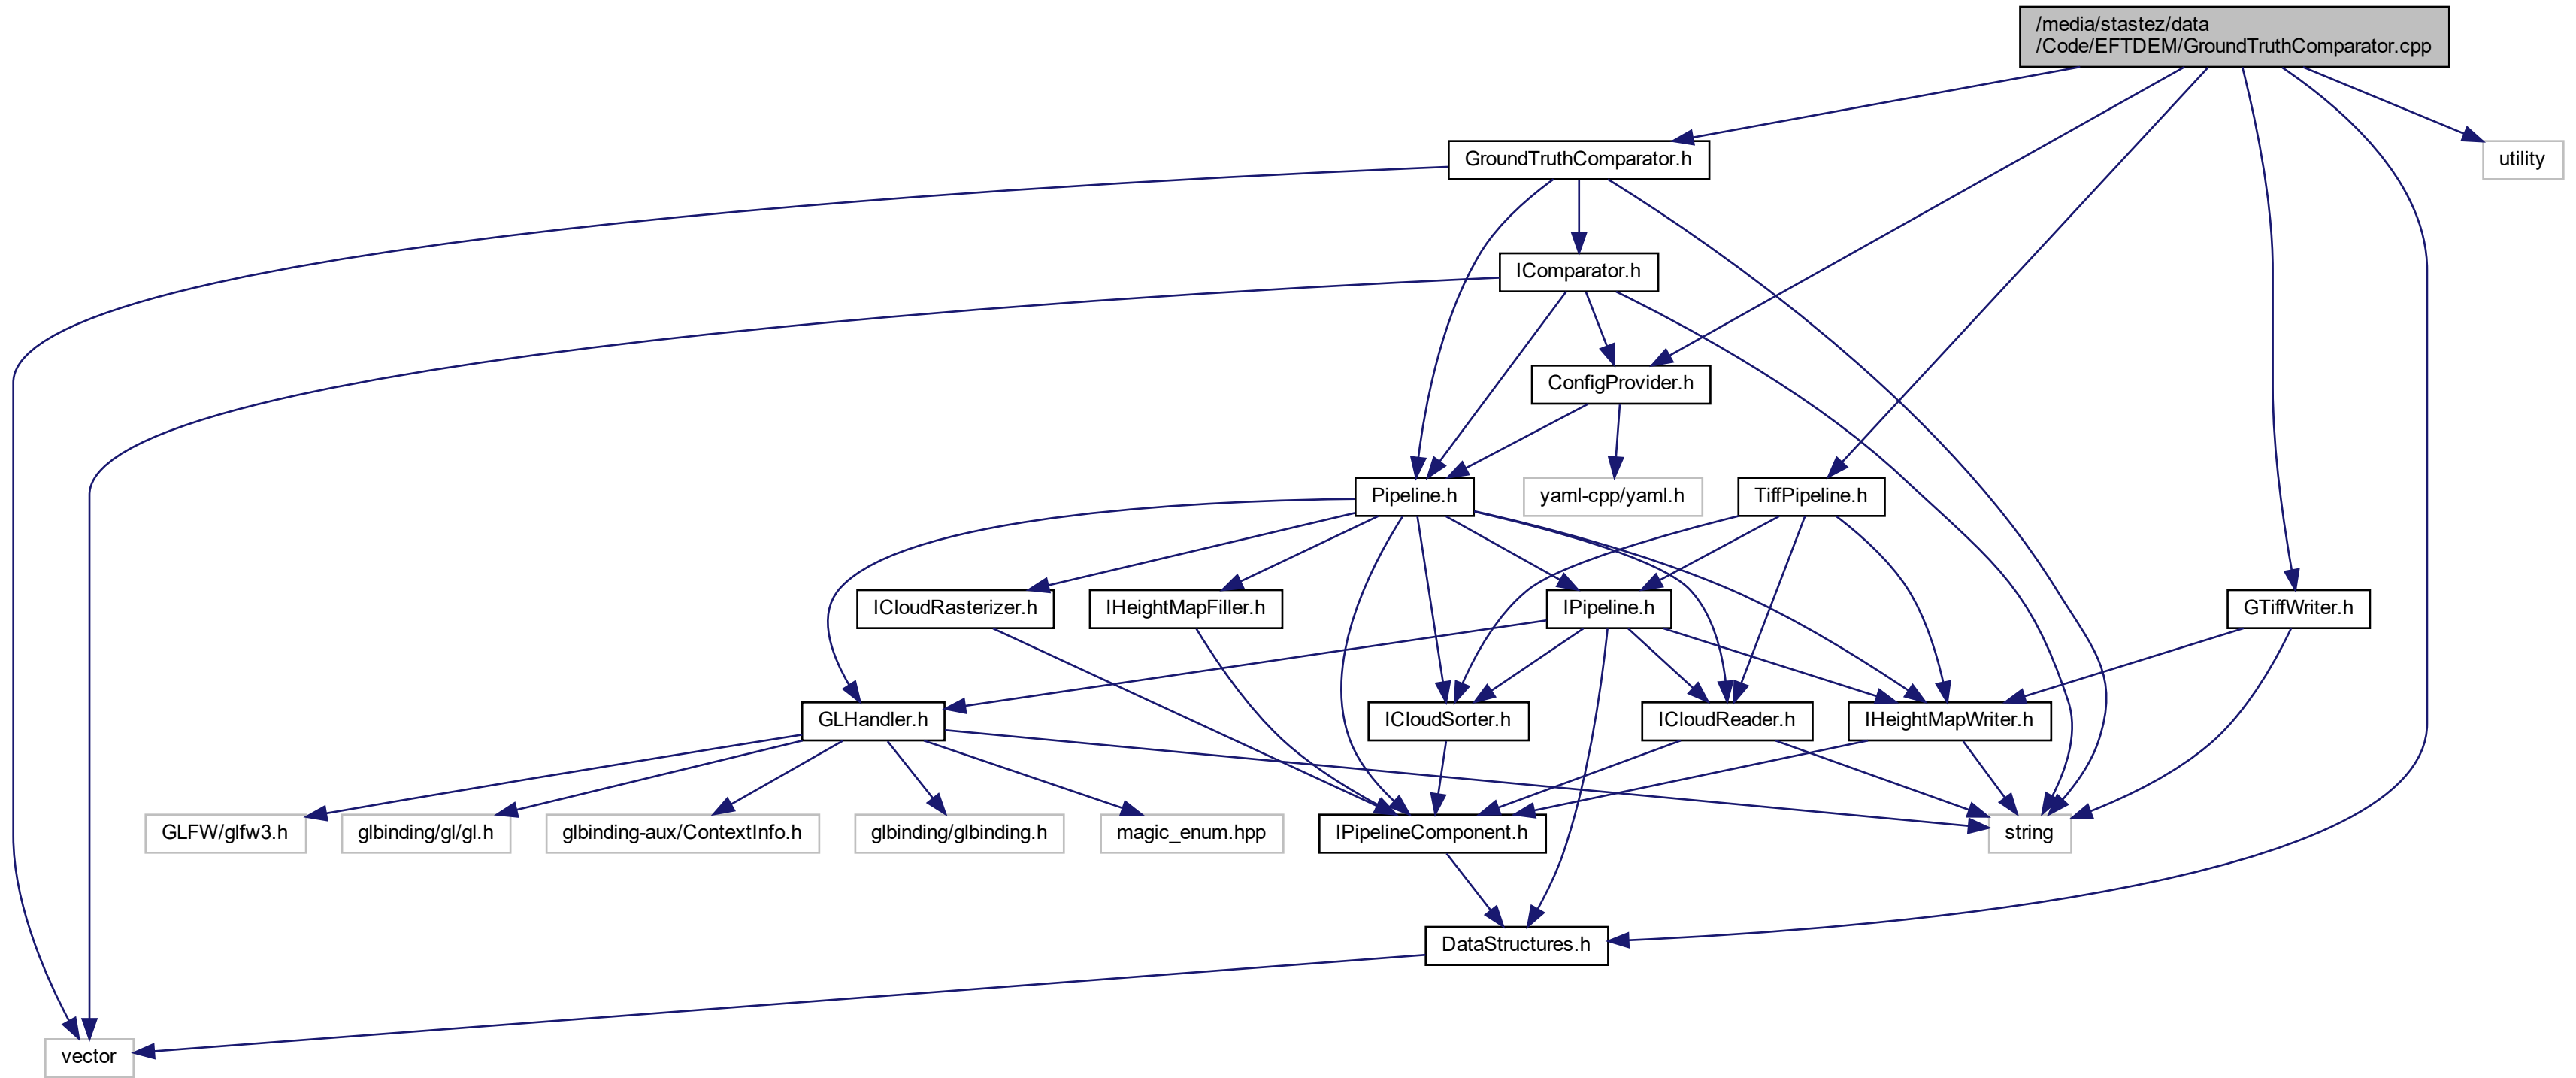 /media/stastez/data
/Code/EFTDEM/GroundTruthComparator.cpp
GroundTruthComparator.h
utility
IComparator.h
ConfigProvider.h
Pipeline.h
yaml-cpp/yaml.h
TiffPipeline.h
ICloudRasterizer.h
IHeightMapFiller.h
IPipeline.h
GTiffWriter.h
GLHandler.h
ICloudSorter.h
ICloudReader.h
IHeightMapWriter.h
GLFW/glfw3.h
glbinding/gl/gl.h
glbinding-aux/ContextInfo.h
glbinding/glbinding.h
magic_enum.hpp
IPipelineComponent.h
string
DataStructures.h
vector